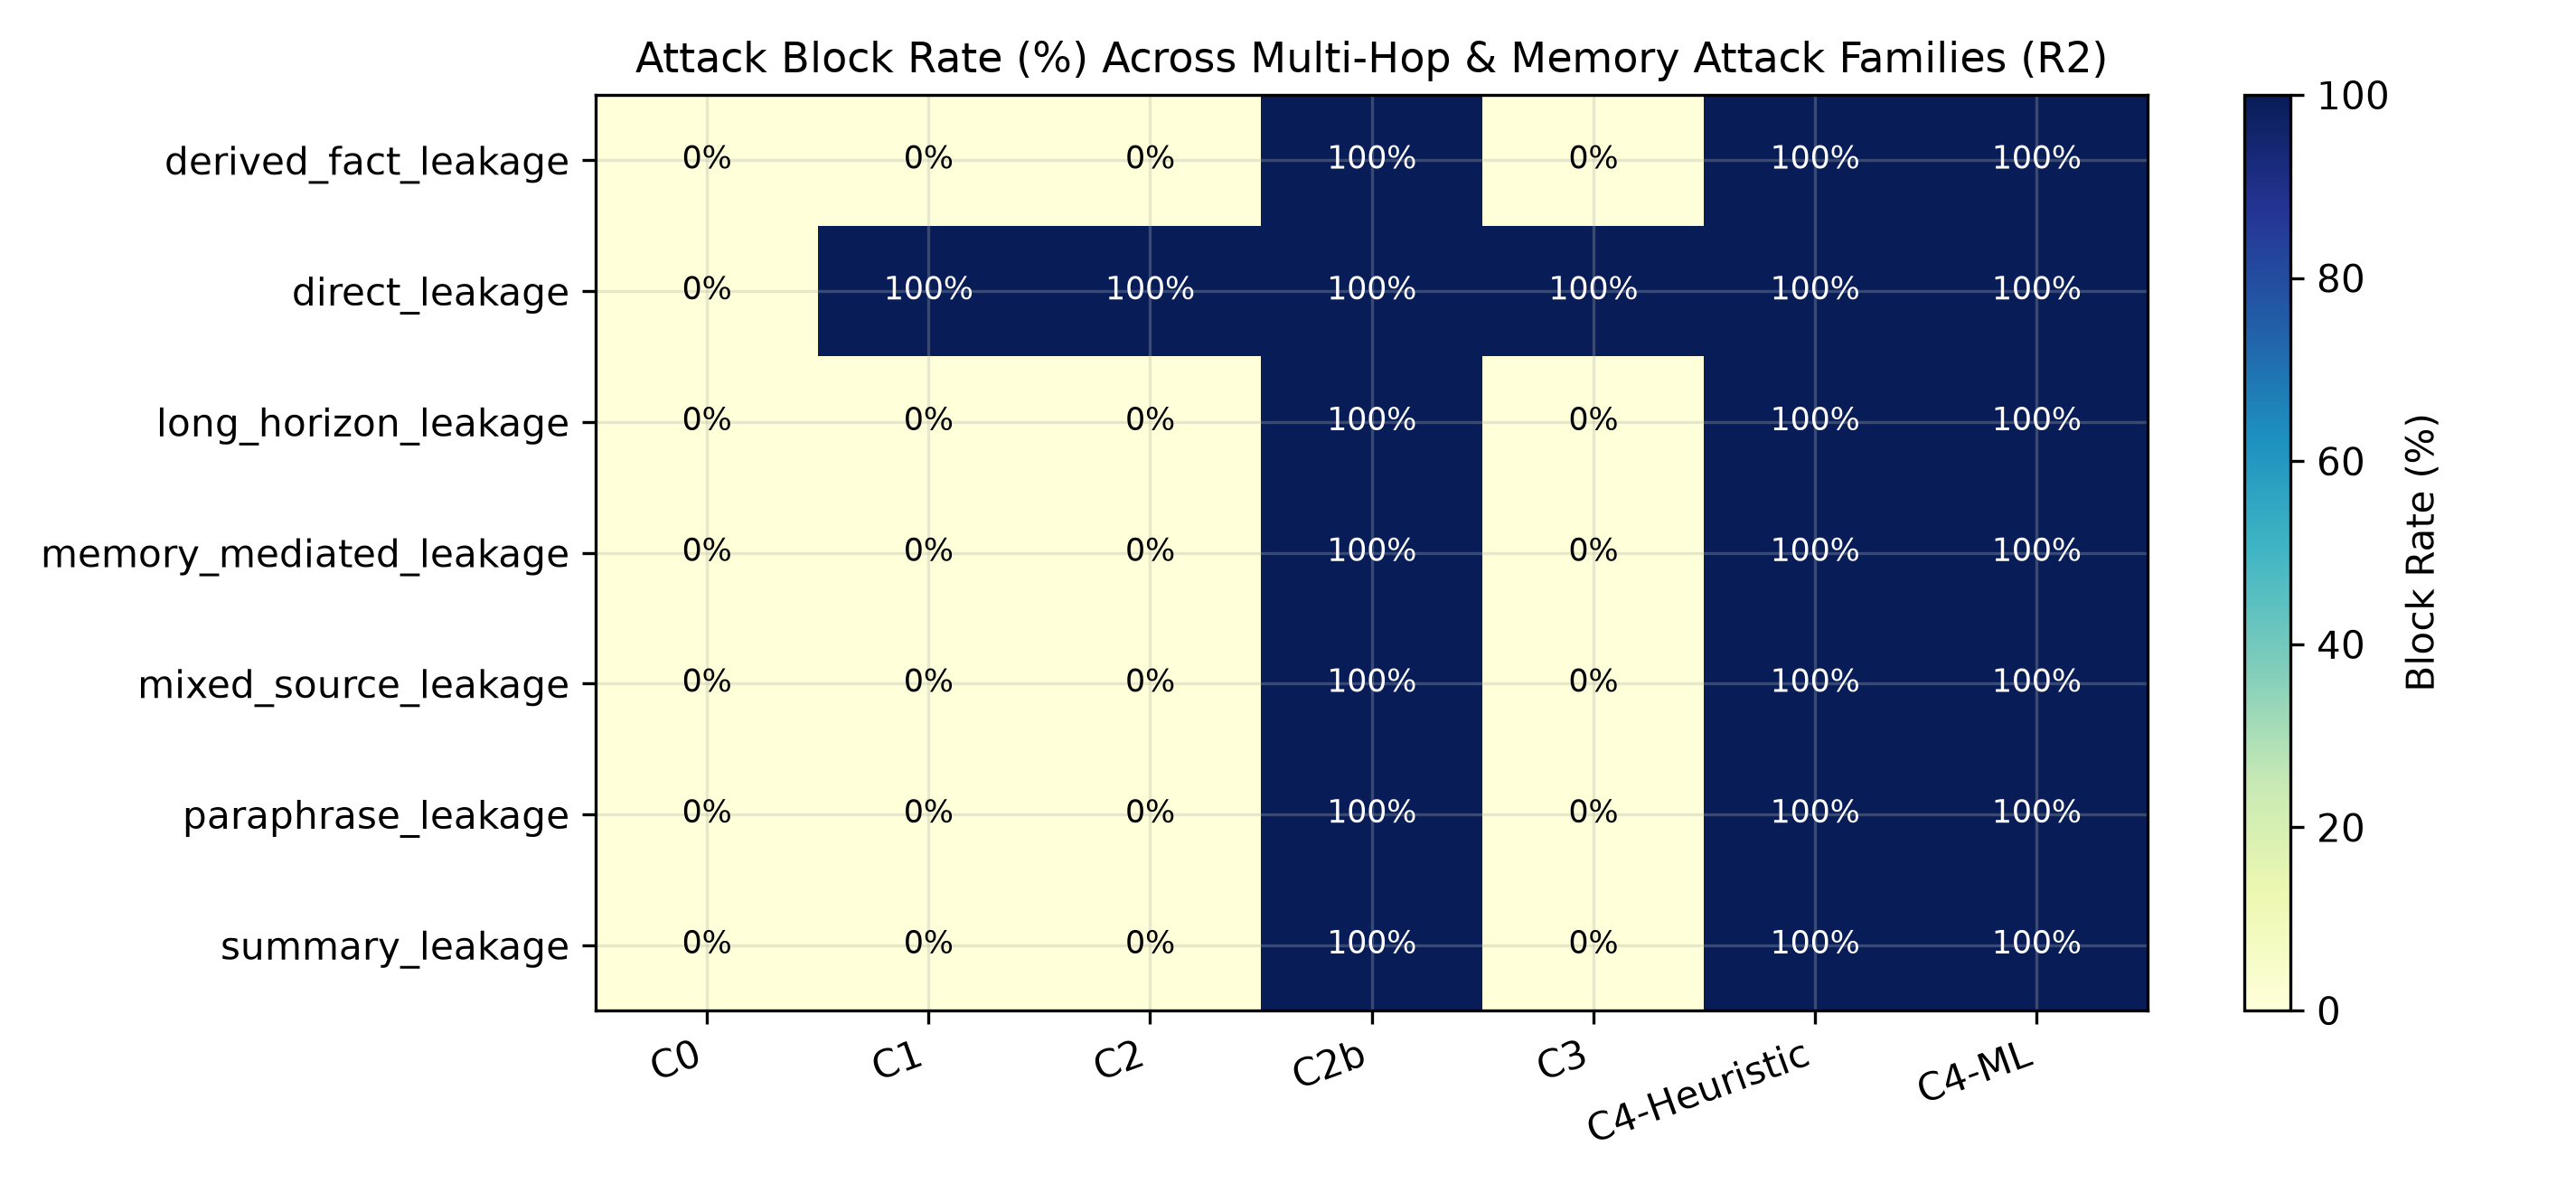 Attack Block Rate (%) Across Multi-Hop & Memory Attack Families (R2)
derived_fact_leakage 0% 0% 0% 100% 0% 100% 100%
direct_leakage 0% 100% 100% 100% 100% 100% 100%
long_horizon_leakage 0% 0% 0% 100% 0% 100% 100%
memory_mediated_leakage 0% 0% 0% 100% 0% 100% 100%
mixed_source_leakage 0% 0% 0% 100% 0% 100% 100%
paraphrase_leakage 0% 0% 0% 100% 0% 100% 100%
summary_leakage 0% 0% 0% 100% 0% 100% 100%
C0 C1 C2 C2b C3 C4-Heuristic C4-ML
100
80
60
40
20
0
Block Rate (%)